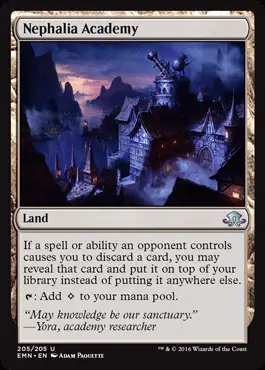 Nephalia Academy
Land
If a spell or ability an opponent controls
causes you to discard a card, you may
reveal that card and put it on top of your
library instead of putting it anywhere else.
: Add to your mana pool.
“May knowledge be our sanctuary.”
—Yora, academy researcher
205/205 U
EMN • EN Adam Paquette
™ & © 2016 Wizards of the Coast